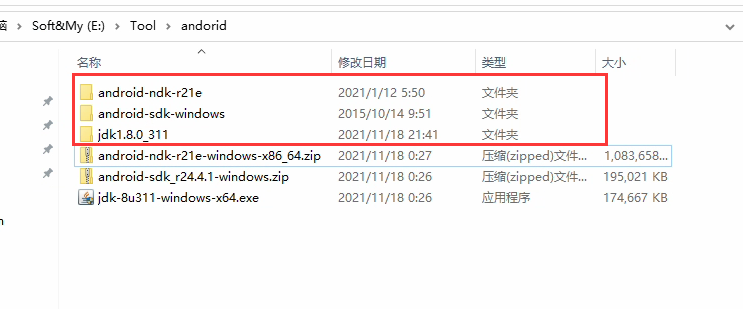 脑 > Soft&My (E:) > Tool > andorid
名称 修改日期 类型 大小
android-ndk-r21e 2021/1/12 5:50 文件夹
android-sdk-windows 2015/10/14 9:51 文件夹
jdk1.8.0_311 2021/11/18 21:41 文件夹
android-ndk-r21e-windows-x86_64.zip 2021/11/18 0:27 压缩(zipped)文件... 1,083,658...
android-sdk_r24.4.1-windows.zip 2021/11/18 0:26 压缩(zipped)文件... 195,021 KB
jdk-8u311-windows-x64.exe 2021/11/18 0:26 应用程序 174,667 KB